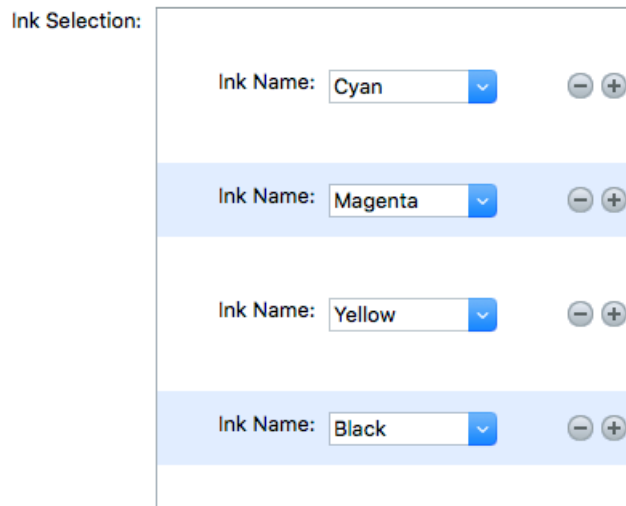 Ink Selection:
Ink Name: Cyan
Ink Name: Magenta
Ink Name: Yellow
Ink Name: Black